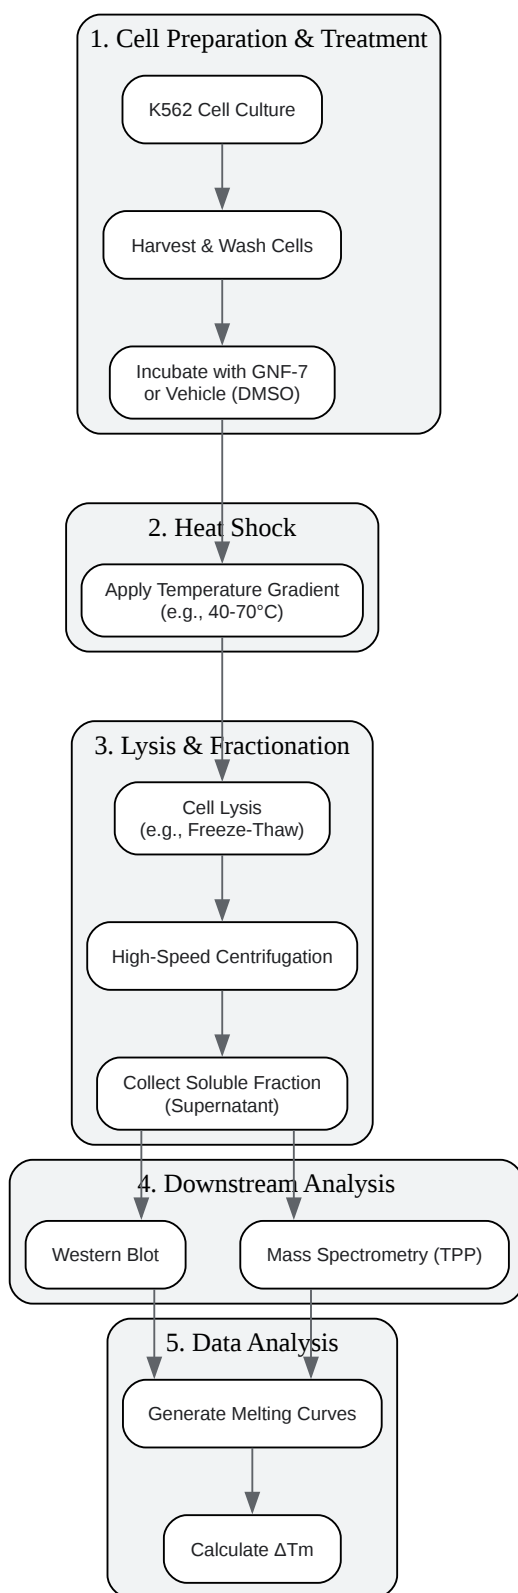 1. Cell Preparation & Treatment
K562 Cell Culture
Harvest & Wash Cells
Incubate with GNF-7
or Vehicle (DMSO)
2. Heat Shock
Apply Temperature Gradient
(e.g., 40-70°C)
3. Lysis & Fractionation
Cell Lysis
(e.g., Freeze-Thaw)
High-Speed Centrifugation
Collect Soluble Fraction
(Supernatant)
4. Downstream Analysis
Western Blot
Mass Spectrometry (TPP)
5. Data Analysis
Generate Melting Curves
Calculate ΔTm